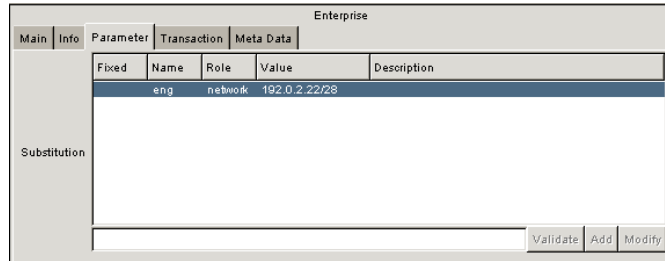 Enterprise
Main Info Parameter Transaction Meta Data
Fixed Name Role Value Description
eng network 192.0.2.22/28
Substitution
Validate Add Modify